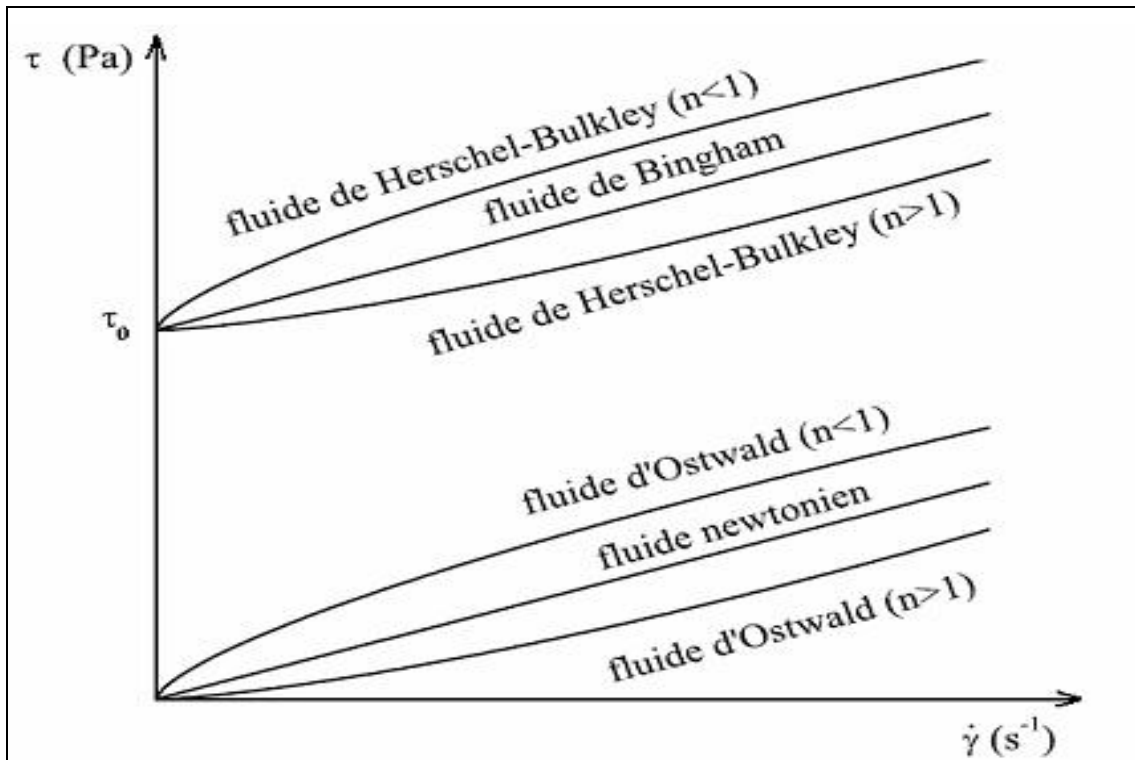 τ (Pa)
fluide de Herschel-Bulkley (n<1)
fluide de Bingham
fluide de Herschel-Bulkley (n>1)
τ₀
fluide d'Ostwald (n<1)
fluide newtonien
fluide d'Ostwald (n>1)
γ̇ (s⁻¹)